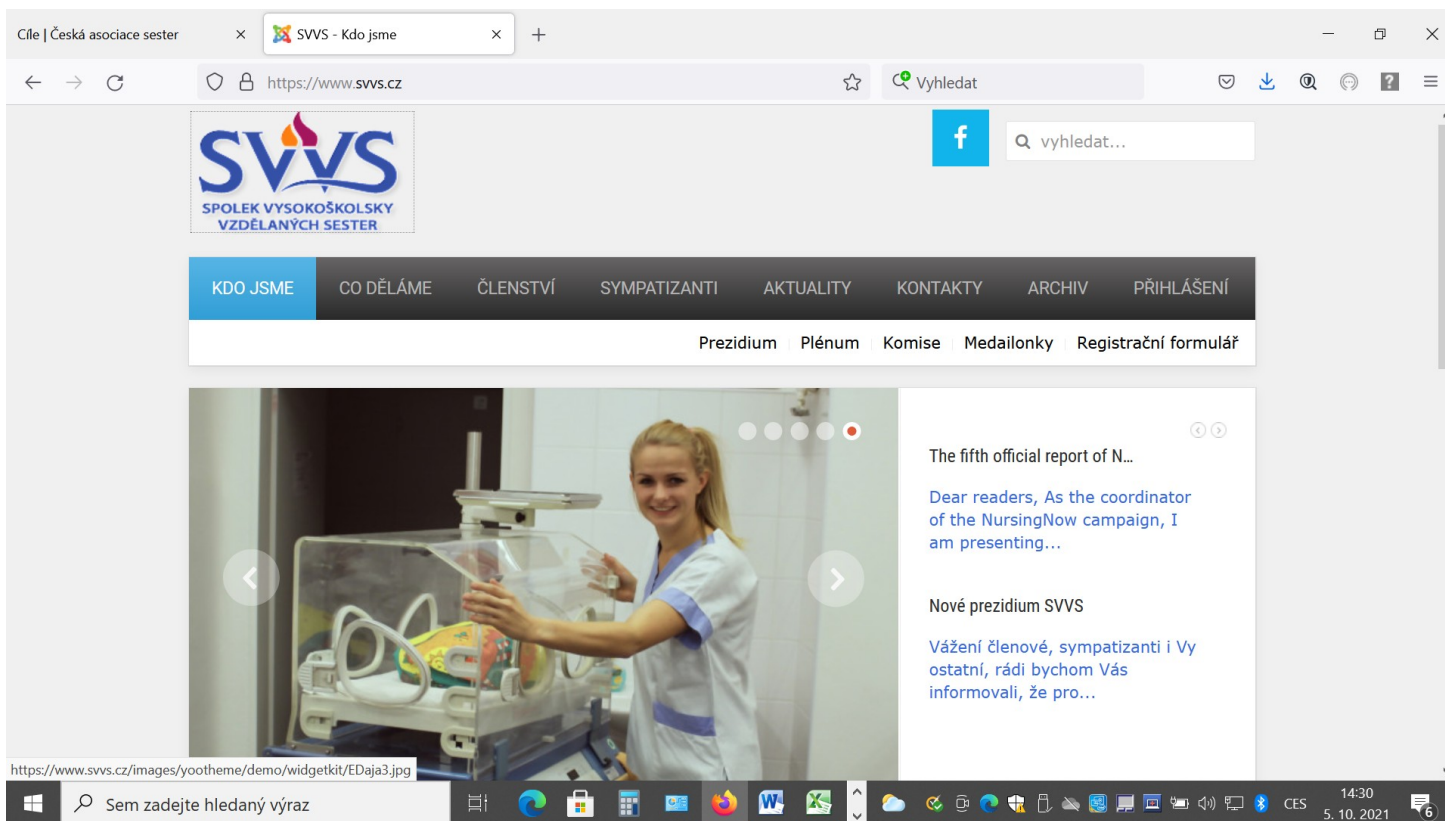 Cíle | Česká asociace sester
SVVS - Kdo jsme
https://www.svvs.cz
Vyhledat
SVVS
SPOLEK VYSOKOŠKOLSKY
VZDĚLANÝCH SESTER
f
vyhledat...
KDO JSME CO DĚLÁME ČLENSTVÍ SYMPATIZANTI AKTUALITY KONTAKTY ARCHIV PŘIHLÁŠENÍ
Prezidium Plénum Komise Medailonky Registrační formulář
The fifth official report of N...
Dear readers, As the coordinator
of the NursingNow campaign, I
am presenting...
Nové prezidium SVVS
Vážení členové, sympatizanti i Vy
ostatní, rádi bychom Vás
informovali, že pro...
https://www.svvs.cz/images/yootheme/demo/widgetkit/EDaja3.jpg
Sem zadejte hledaný výraz
CES
14:30
5. 10. 2021
6